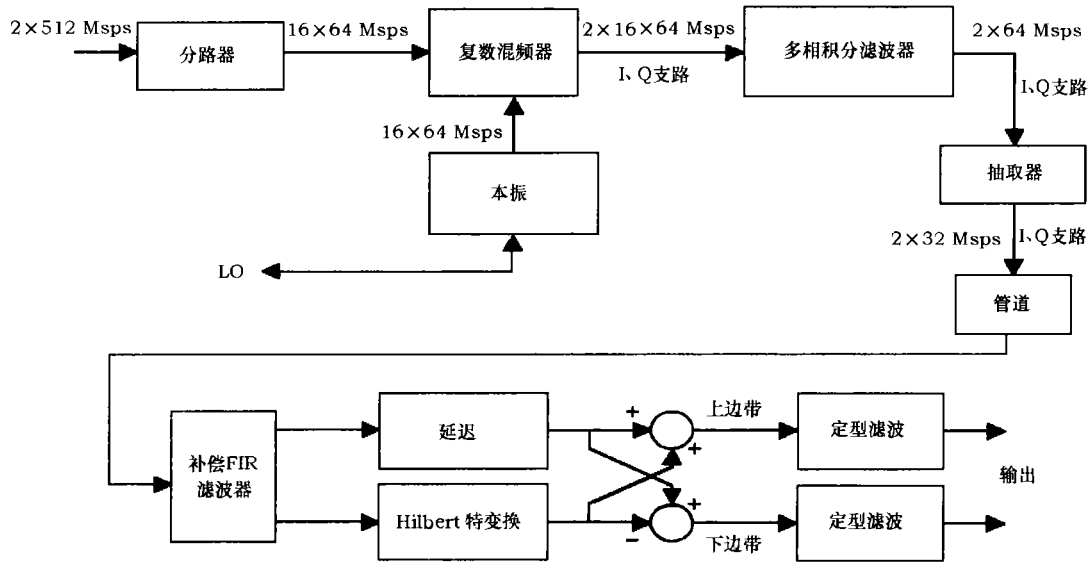 2×512 Msps
分路器
16×64 Msps
复数混频器
2×16×64 Msps
I、Q支路
多相积分滤波器
2×64 Msps
I、Q支路
16×64 Msps
本振
LO
抽取器
2×32 Msps
I、Q支路
管道
补偿FIR
滤波器
延迟
Hilbert 特变换
+
+
+
-
上边带
下边带
定型滤波
定型滤波
输出